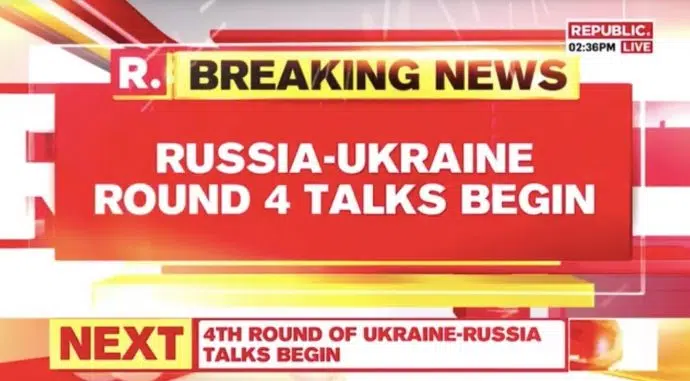 REPUBLIC.
02:36PM LIVE
R. BREAKING NEWS
RUSSIA-UKRAINE
ROUND 4 TALKS BEGIN
NEXT
4TH ROUND OF UKRAINE-RUSSIA
TALKS BEGIN